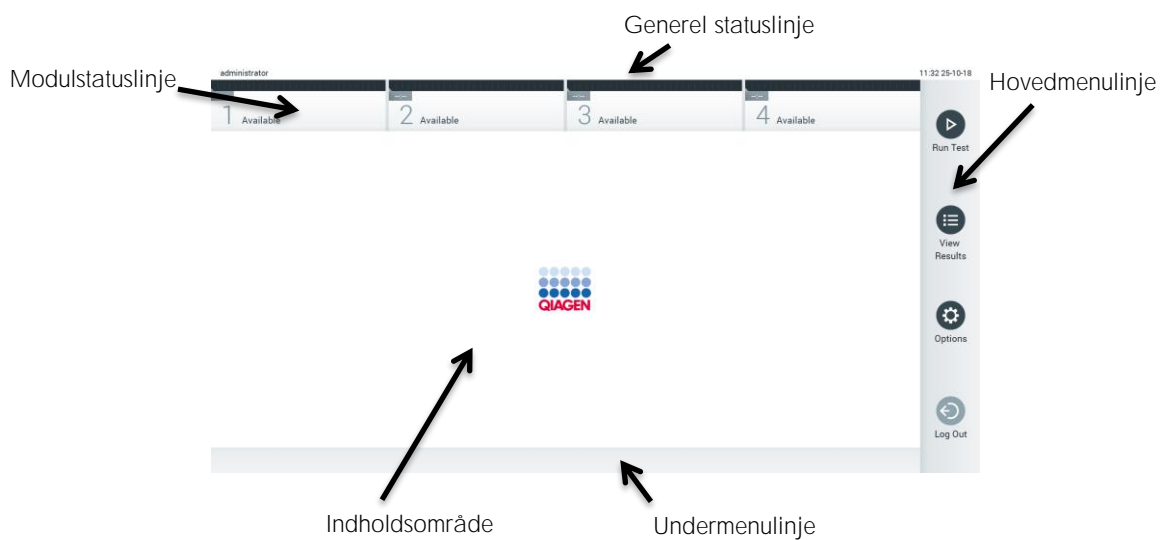 Generel statuslinje
Modulstatuslinje
Hovedmenulinje
administrator
11:32 25-10-18
--:--
--:--
--:--
1 Available
2 Available
3 Available
4 Available
Run Test
View
Results
QIAGEN
Options
Log Out
Indholdsområde
Undermenulinje